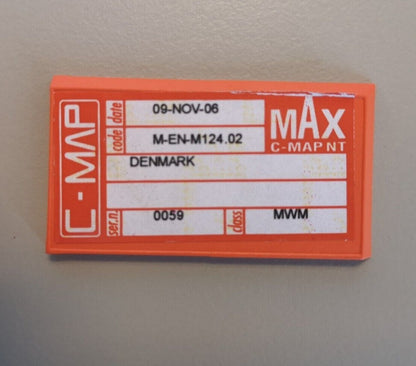 C-MAP
date 09-NOV-06
code M-EN-M124.02
MAX
C-MAP NT
DENMARK
ser.n. 0059 class MWM